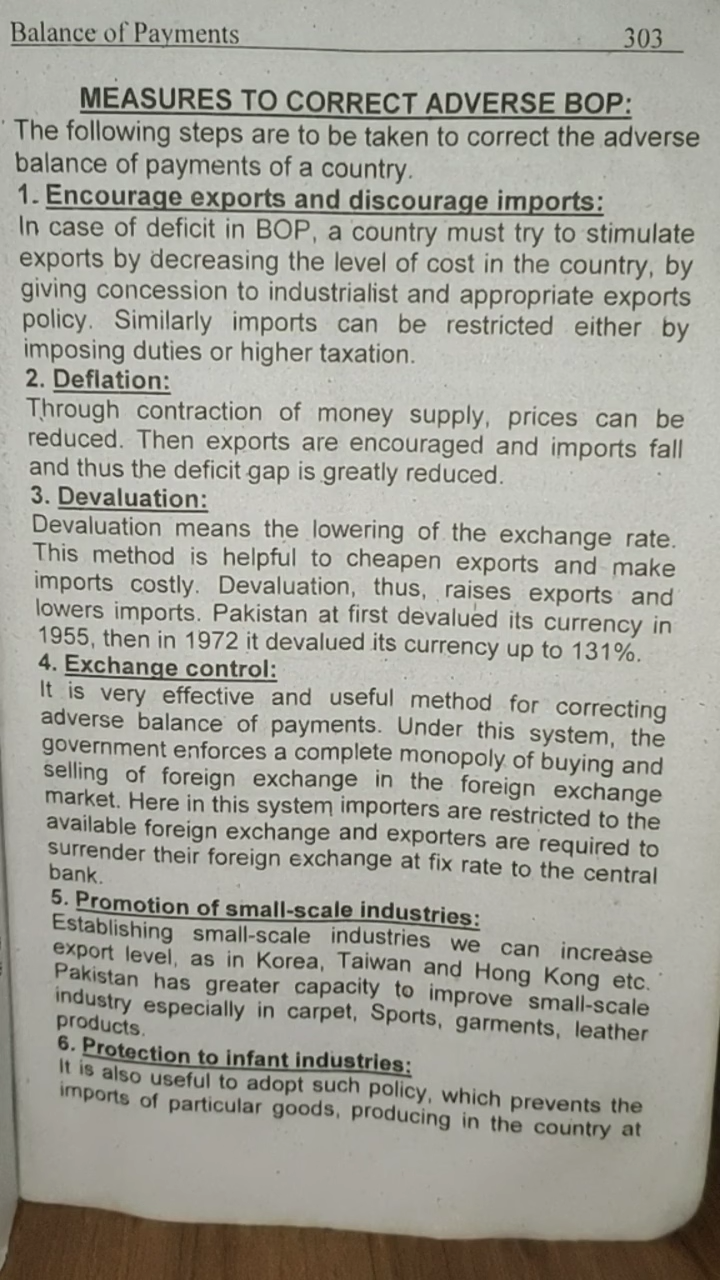 Balance of Payments 303
MEASURES TO CORRECT ADVERSE BOP:
The following steps are to be taken to correct the adverse
balance of payments of a country.
1. Encourage exports and discourage imports:
In case of deficit in BOP, a country must try to stimulate
exports by decreasing the level of cost in the country, by
giving concession to industrialist and appropriate exports
policy. Similarly imports can be restricted either by
imposing duties or higher taxation.
2. Deflation:
Through contraction of money supply, prices can be
reduced. Then exports are encouraged and imports fall
and thus the deficit gap is greatly reduced.
3. Devaluation:
Devaluation means the lowering of the exchange rate.
This method is helpful to cheapen exports and make
imports costly. Devaluation, thus, raises exports and
lowers imports. Pakistan at first devalued its currency in
1955, then in 1972 it devalued its currency up to 131%.
4. Exchange control:
It is very effective and useful method for correcting
adverse balance of payments. Under this system, the
government enforces a complete monopoly of buying and
selling of foreign exchange in the foreign exchange
market. Here in this system importers are restricted to the
available foreign exchange and exporters are required to
surrender their foreign exchange at fix rate to the central
bank.
5. Promotion of small-scale industries:
Establishing small-scale industries we can increase
export level, as in Korea, Taiwan and Hong Kong etc.
Pakistan has greater capacity to improve small-scale
industry especially in carpet, Sports, garments, leather
products.
6. Protection to infant industries:
It is also useful to adopt such policy, which prevents the
imports of particular goods, producing in the country at